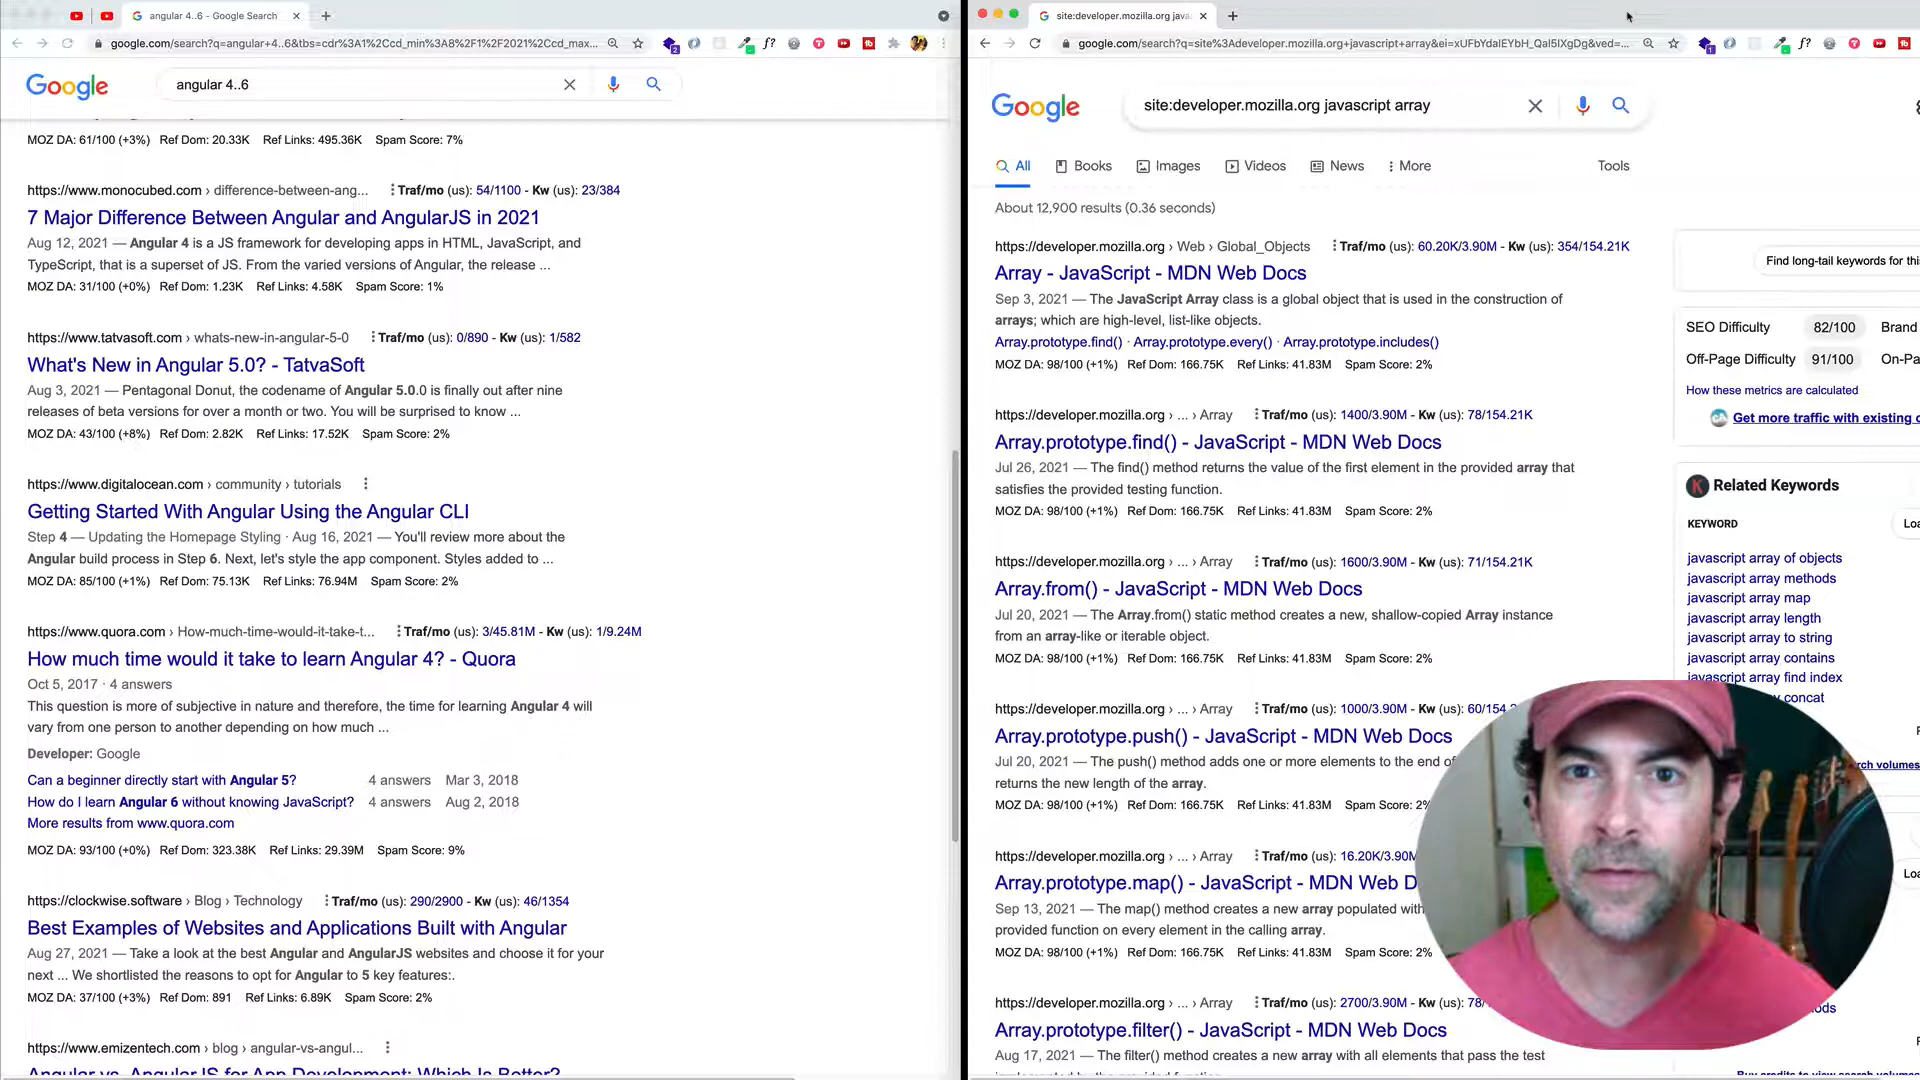 angular 4..6 - Google Search
google.com/search?q=angular+4..6&tbs=cdr%3A1%2Ccd_min%3A8%2F1%2F2021%2Ccd_max...
Google
angular 4..6
MOZ DA: 61/100 (+3%) Ref Dom: 20.33K Ref Links: 495.36K Spam Score: 7%
https://www.monocubed.com › difference-between-ang... Traf/mo (us): 54/1100 - Kw (us): 23/384
7 Major Difference Between Angular and AngularJS in 2021
Aug 12, 2021 — Angular 4 is a JS framework for developing apps in HTML, JavaScript, and
TypeScript, that is a superset of JS. From the varied versions of Angular, the release ...
MOZ DA: 31/100 (+0%) Ref Dom: 1.23K Ref Links: 4.58K Spam Score: 1%
https://www.tatvasoft.com › whats-new-in-angular-5-0 Traf/mo (us): 0/890 - Kw (us): 1/582
What's New in Angular 5.0? - TatvaSoft
Aug 3, 2021 — Pentagonal Donut, the codename of Angular 5.0.0 is finally out after nine
releases of beta versions for over a month or two. You will be surprised to know ...
MOZ DA: 43/100 (+8%) Ref Dom: 2.82K Ref Links: 17.52K Spam Score: 2%
https://www.digitalocean.com › community › tutorials
Getting Started With Angular Using the Angular CLI
Step 4 — Updating the Homepage Styling · Aug 16, 2021 — You'll review more about the
Angular build process in Step 6. Next, let's style the app component. Styles added to ...
MOZ DA: 85/100 (+1%) Ref Dom: 75.13K Ref Links: 76.94M Spam Score: 2%
https://www.quora.com › How-much-time-would-it-take-t... Traf/mo (us): 3/45.81M - Kw (us): 1/9.24M
How much time would it take to learn Angular 4? - Quora
Oct 5, 2017 · 4 answers
This question is more of subjective in nature and therefore, the time for learning Angular 4 will
vary from one person to another depending on how much ...
Developer: Google
Can a beginner directly start with Angular 5? 4 answers Mar 3, 2018
How do I learn Angular 6 without knowing JavaScript? 4 answers Aug 2, 2018
More results from www.quora.com
MOZ DA: 93/100 (+0%) Ref Dom: 323.38K Ref Links: 29.39M Spam Score: 9%
https://clockwise.software › Blog › Technology Traf/mo (us): 290/2900 - Kw (us): 46/1354
Best Examples of Websites and Applications Built with Angular
Aug 27, 2021 — Take a look at the best Angular and AngularJS websites and choose it for your
next ... We shortlisted the reasons to opt for Angular to 5 key features:.
MOZ DA: 37/100 (+3%) Ref Dom: 891 Ref Links: 6.89K Spam Score: 2%
https://www.emizentech.com › blog › angular-vs-angul...
Angular vs. AngularJS for App Development: Which Is Better?
site:developer.mozilla.org java
google.com/search?q=site%3Adeveloper.mozilla.org+javascript+array&ei=xUFbYdalEYbH_QaI5IXgDg&ved=...
Google
site:developer.mozilla.org javascript array
All Books Images Videos News More Tools
About 12,900 results (0.36 seconds)
https://developer.mozilla.org › Web › Global_Objects Traf/mo (us): 60.20K/3.90M - Kw (us): 354/154.21K
Array - JavaScript - MDN Web Docs
Sep 3, 2021 — The JavaScript Array class is a global object that is used in the construction of
arrays; which are high-level, list-like objects.
Array.prototype.find() · Array.prototype.every() · Array.prototype.includes()
MOZ DA: 98/100 (+1%) Ref Dom: 166.75K Ref Links: 41.83M Spam Score: 2%
https://developer.mozilla.org › ... › Array Traf/mo (us): 1400/3.90M - Kw (us): 78/154.21K
Array.prototype.find() - JavaScript - MDN Web Docs
Jul 26, 2021 — The find() method returns the value of the first element in the provided array that
satisfies the provided testing function.
MOZ DA: 98/100 (+1%) Ref Dom: 166.75K Ref Links: 41.83M Spam Score: 2%
https://developer.mozilla.org › ... › Array Traf/mo (us): 1600/3.90M - Kw (us): 71/154.21K
Array.from() - JavaScript - MDN Web Docs
Jul 20, 2021 — The Array.from() static method creates a new, shallow-copied Array instance
from an array-like or iterable object.
MOZ DA: 98/100 (+1%) Ref Dom: 166.75K Ref Links: 41.83M Spam Score: 2%
https://developer.mozilla.org › ... › Array Traf/mo (us): 1000/3.90M - Kw (us): 60/154.2
Array.prototype.push() - JavaScript - MDN Web Docs
Jul 20, 2021 — The push() method adds one or more elements to the end of
returns the new length of the array.
MOZ DA: 98/100 (+1%) Ref Dom: 166.75K Ref Links: 41.83M Spam Score: 2%
https://developer.mozilla.org › ... › Array Traf/mo (us): 16.20K/3.90M
Array.prototype.map() - JavaScript - MDN Web D
Sep 13, 2021 — The map() method creates a new array populated with
provided function on every element in the calling array.
MOZ DA: 98/100 (+1%) Ref Dom: 166.75K Ref Links: 41.83M Spam Score: 2%
https://developer.mozilla.org › ... › Array Traf/mo (us): 2700/3.90M - Kw (us): 78/
Array.prototype.filter() - JavaScript - MDN Web Docs
Aug 17, 2021 — The filter() method creates a new array with all elements that pass the test
implemented by the provided function.
Find long-tail keywords for thi
SEO Difficulty 82/100 Brand
Off-Page Difficulty 91/100 On-Pa
How these metrics are calculated
Get more traffic with existing c
Related Keywords
KEYWORD Loa
javascript array of objects
javascript array methods
javascript array map
javascript array length
javascript array to string
javascript array contains
javascript array find index
y concat
rch volumes
Loa
ods
Buy credits to view search volumes